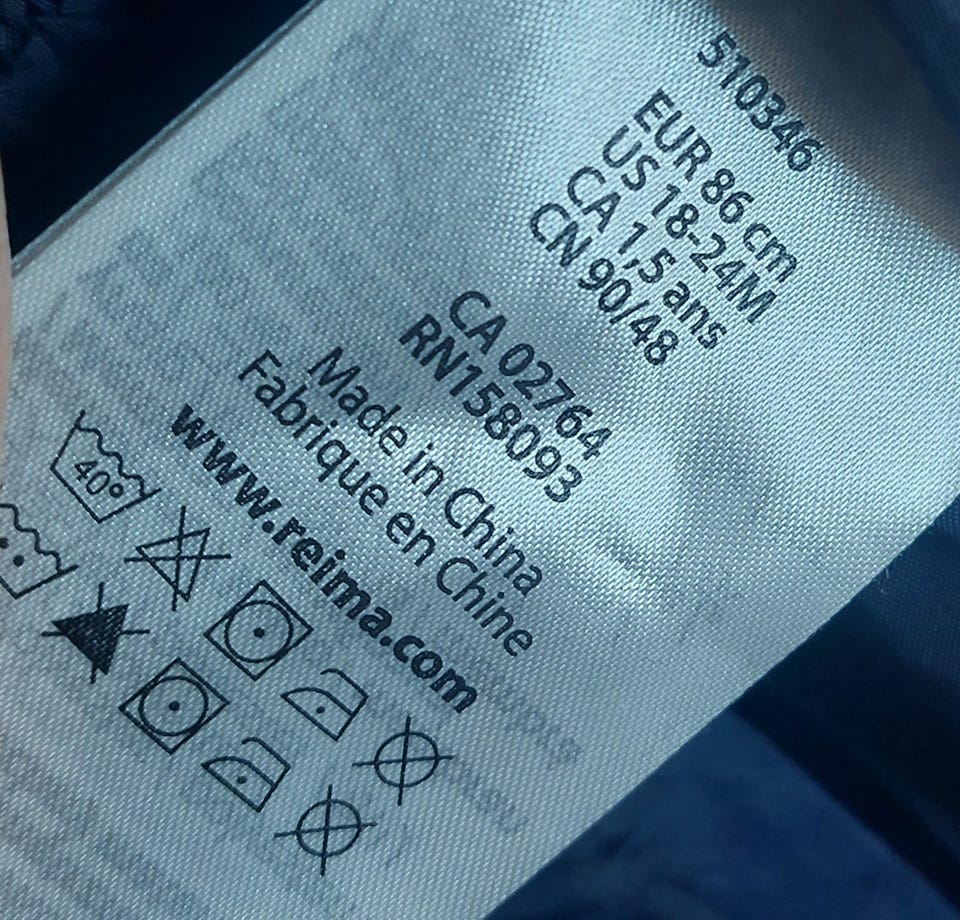 510346
EUR 86 cm
US 18-24M
CA 1,5 ans
CN 90/48
CA 02764
RN158093
Made in China
Fabrique en Chine
www.reima.com
40°